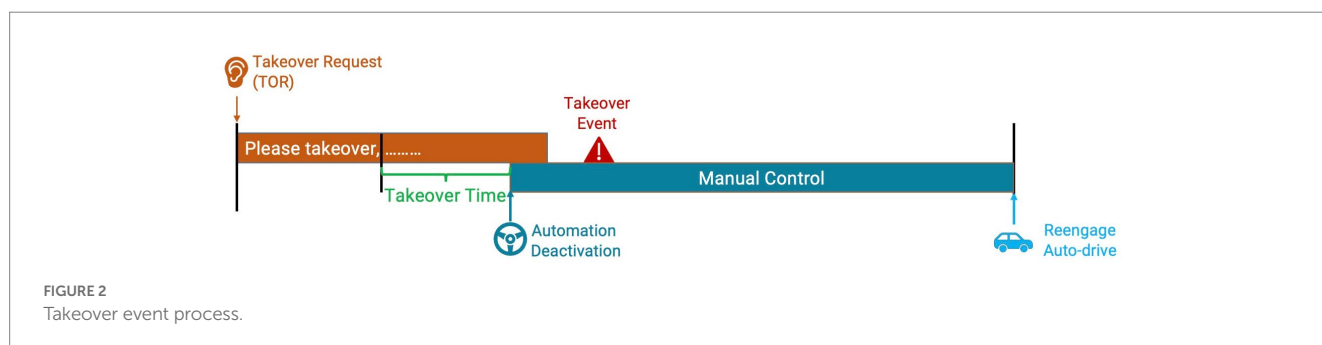 Takeover Request
(TOR)
Takeover
Event
Please takeover, .........
Manual Control
Takeover Time
Automation
Deactivation
Reengage
Auto-drive
FIGURE 2
Takeover event process.